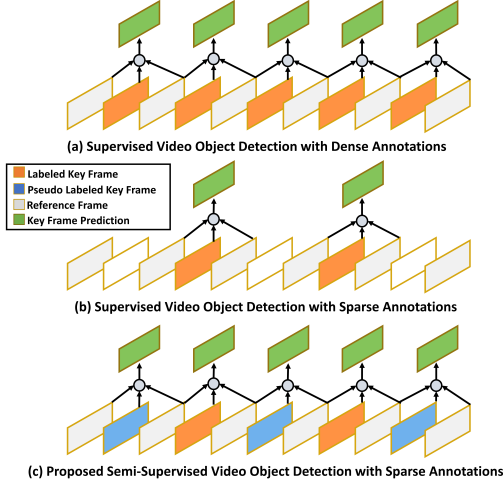 (a) Supervised Video Object Detection with Dense Annotations
Labeled Key Frame
Pseudo Labeled Key Frame
Reference Frame
Key Frame Prediction
(b) Supervised Video Object Detection with Sparse Annotations
(c) Proposed Semi-Supervised Video Object Detection with Sparse Annotations